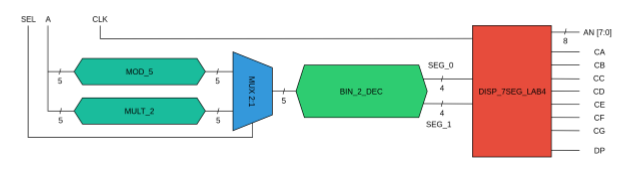 SEL A CLK
AN [7:0]
8
CA
SEG_0
CB
MOD_5
5 5 5
CC
4
MUX 2:1
BIN_2_DEC
DISP_7SEG_LAB4
CD
5
CE
MULT_2
4
5 5
CF
SEG_1
CG
DP